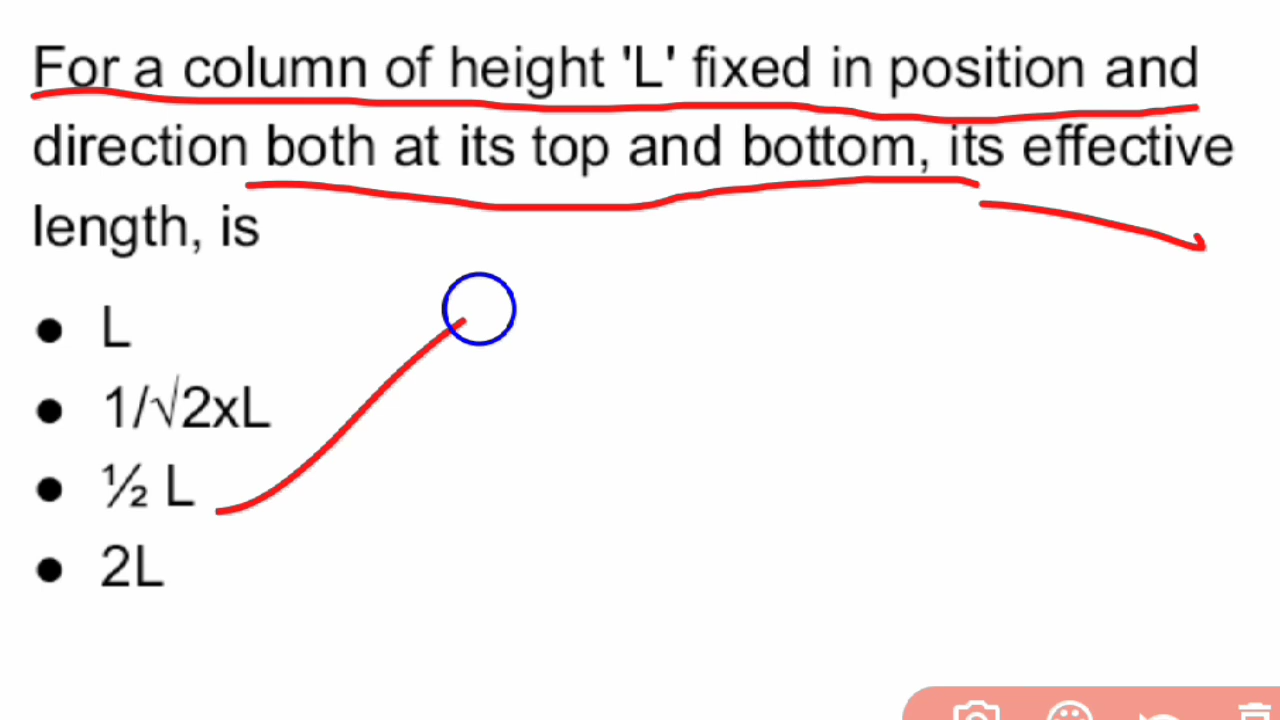 For a column of height 'L' fixed in position and
direction both at its top and bottom, its effective
length, is
● L
● 1/√2xL
● ½ L
● 2L